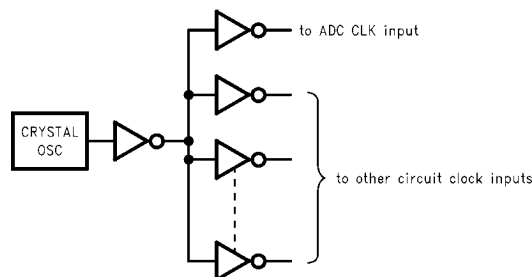 to ADC CLK input
CRYSTAL
OSC
to other circuit clock inputs